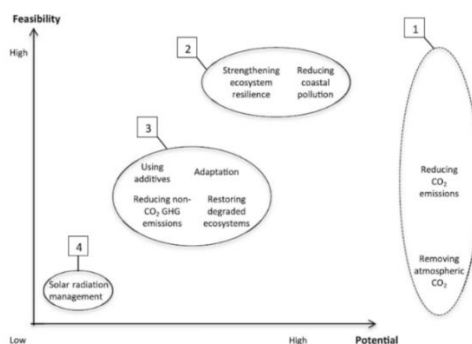 Feasibility
High
1
2
Strengthening
ecosystem
resilience
Reducing
coastal
pollution
3
Using
additives
Adaptation
Reducing non-
CO₂ GHG
emissions
Restoring
degraded
ecosystems
Reducing
CO₂
emissions
4
Solar radiation
management
Removing
atmospheric
CO₂
Low
High
Potential